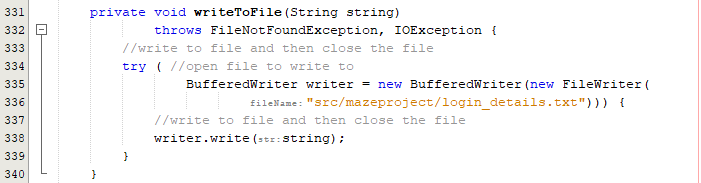 331 private void writeToFile(String string)
332 throws FileNotFoundException, IOException {
333 //write to file and then close the file
334 try ( //open file to write to
335 BufferedWriter writer = new BufferedWriter(new FileWriter(
336 fileName: "src/mazeproject/login_details.txt"))) {
337 //write to file and then close the file
338 writer.write(str: string);
339 }
340 }